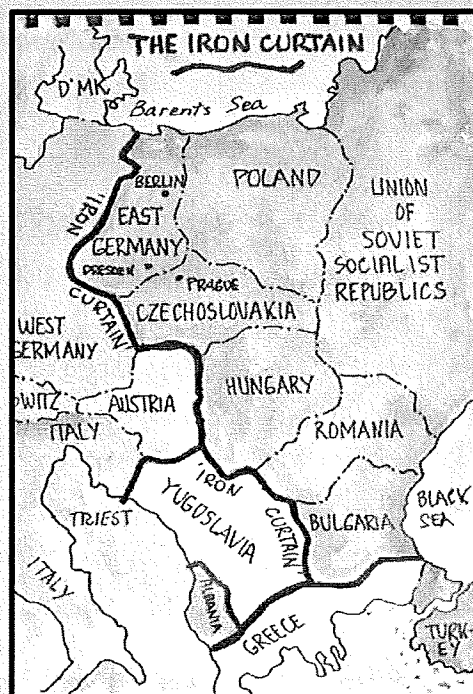 THE IRON CURTAIN
D'MK.
Barents Sea
BERLIN
POLAND
UNION
OF
SOVIET
SOCIALIST
REPUBLICS
"IRON
CURTAIN"
EAST
GERMANY
DRESDEN
PRAGUE
CZECHOSLOVAKIA
WEST
GERMANY
WITZ
AUSTRIA
HUNGARY
ITALY
ROMANIA
"IRON
CURTAIN"
YUGOSLAVIA
TRIEST
BULGARIA
BLACK
SEA
ITALY
ALBANIA
GREECE
TURK-
EY